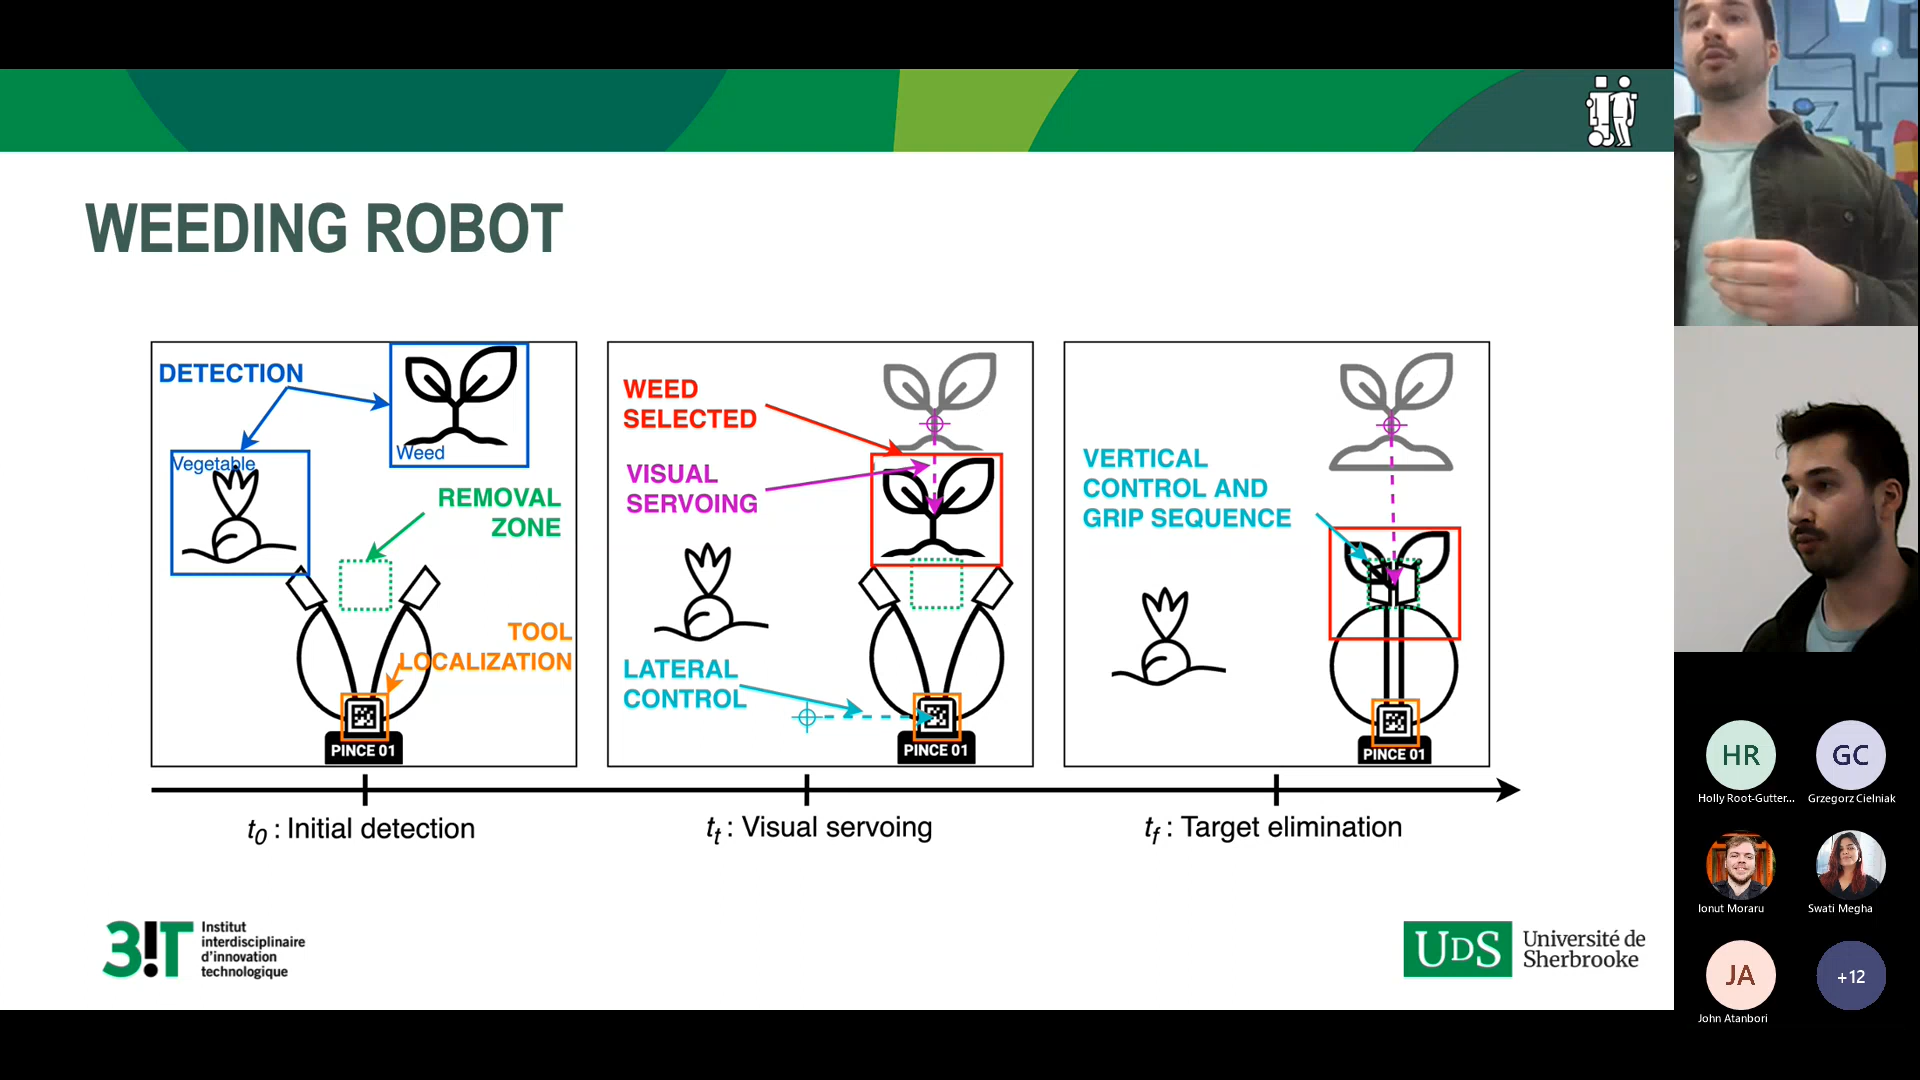 WEEDING ROBOT
DETECTION
Weed
Vegetable
REMOVAL
ZONE
TOOL
LOCALIZATION
PINCE 01
WEED
SELECTED
VISUAL
SERVOING
LATERAL
CONTROL
PINCE 01
VERTICAL
CONTROL AND
GRIP SEQUENCE
PINCE 01
t0 : Initial detection
tt : Visual servoing
tf : Target elimination
3!T Institut
interdisciplinaire
d'innovation
technologique
UDS Université de
Sherbrooke
HR
Holly Root-Gutter...
GC
Grzegorz Cielniak
Ionut Moraru
Swati Megha
JA
John Atanbori
+12